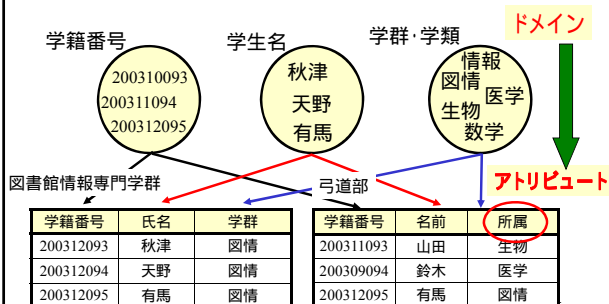 ドメイン
学籍番号
学生名
学群・学類
200310093
200311094
200312095
秋津
天野
有馬
情報
図情
医学
生物
数学
図書館情報専門学群
弓道部
アトリビュート
学籍番号 氏名 学群
200312093 秋津 図情
200312094 天野 図情
200312095 有馬 図情
学籍番号 名前 所属
200311093 山田 生物
200309094 鈴木 医学
200312095 有馬 図情